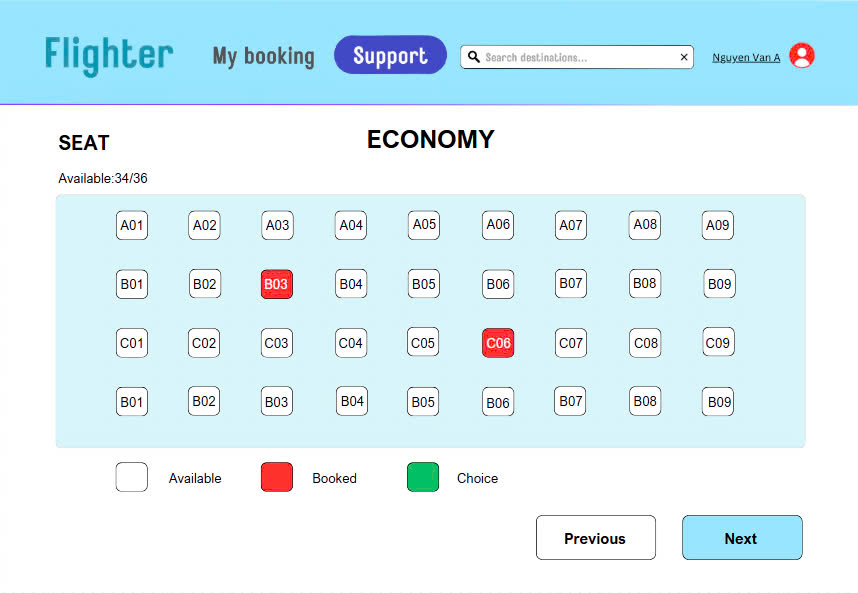 Flighter My booking Support Search destinations... × Nguyen Van A
SEAT ECONOMY
Available:34/36
A01 A02 A03 A04 A05 A06 A07 A08 A09
B01 B02 B03 B04 B05 B06 B07 B08 B09
C01 C02 C03 C04 C05 C06 C07 C08 C09
B01 B02 B03 B04 B05 B06 B07 B08 B09
Available Booked Choice
Previous Next